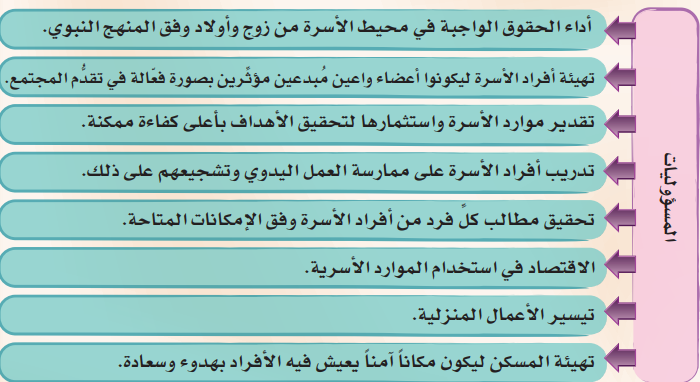 المسؤوليات
أداء الحقوق الواجبة في محيط الأسرة من زوج وأولاد وفق المنهج النبوي.
تهيئة أفراد الأسرة ليكونوا أعضاء واعين مُبدعين مؤثّرين بصورة فعّالة في تقدُّم المجتمع.
تقدير موارد الأسرة واستثمارها لتحقيق الأهداف بأعلى كفاءة ممكنة.
تدريب أفراد الأسرة على ممارسة العمل اليدوي وتشجيعهم على ذلك.
تحقيق مطالب كلّ فرد من أفراد الأسرة وفق الإمكانات المتاحة.
الاقتصاد في استخدام الموارد الأسرية.
تيسير الأعمال المنزلية.
تهيئة المسكن ليكون مكاناً آمناً يعيش فيه الأفراد بهدوء وسعادة.